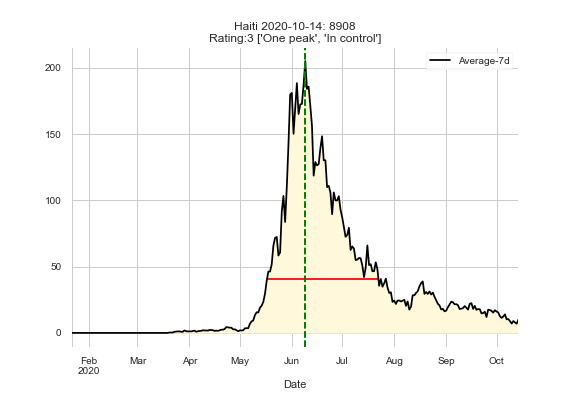 Haiti 2020-10-14: 8908
Rating:3 ['One peak', 'In control']
Average-7d
200
150
100
50
0
Feb Mar Apr May Jun Jul Aug Sep Oct
2020
Date